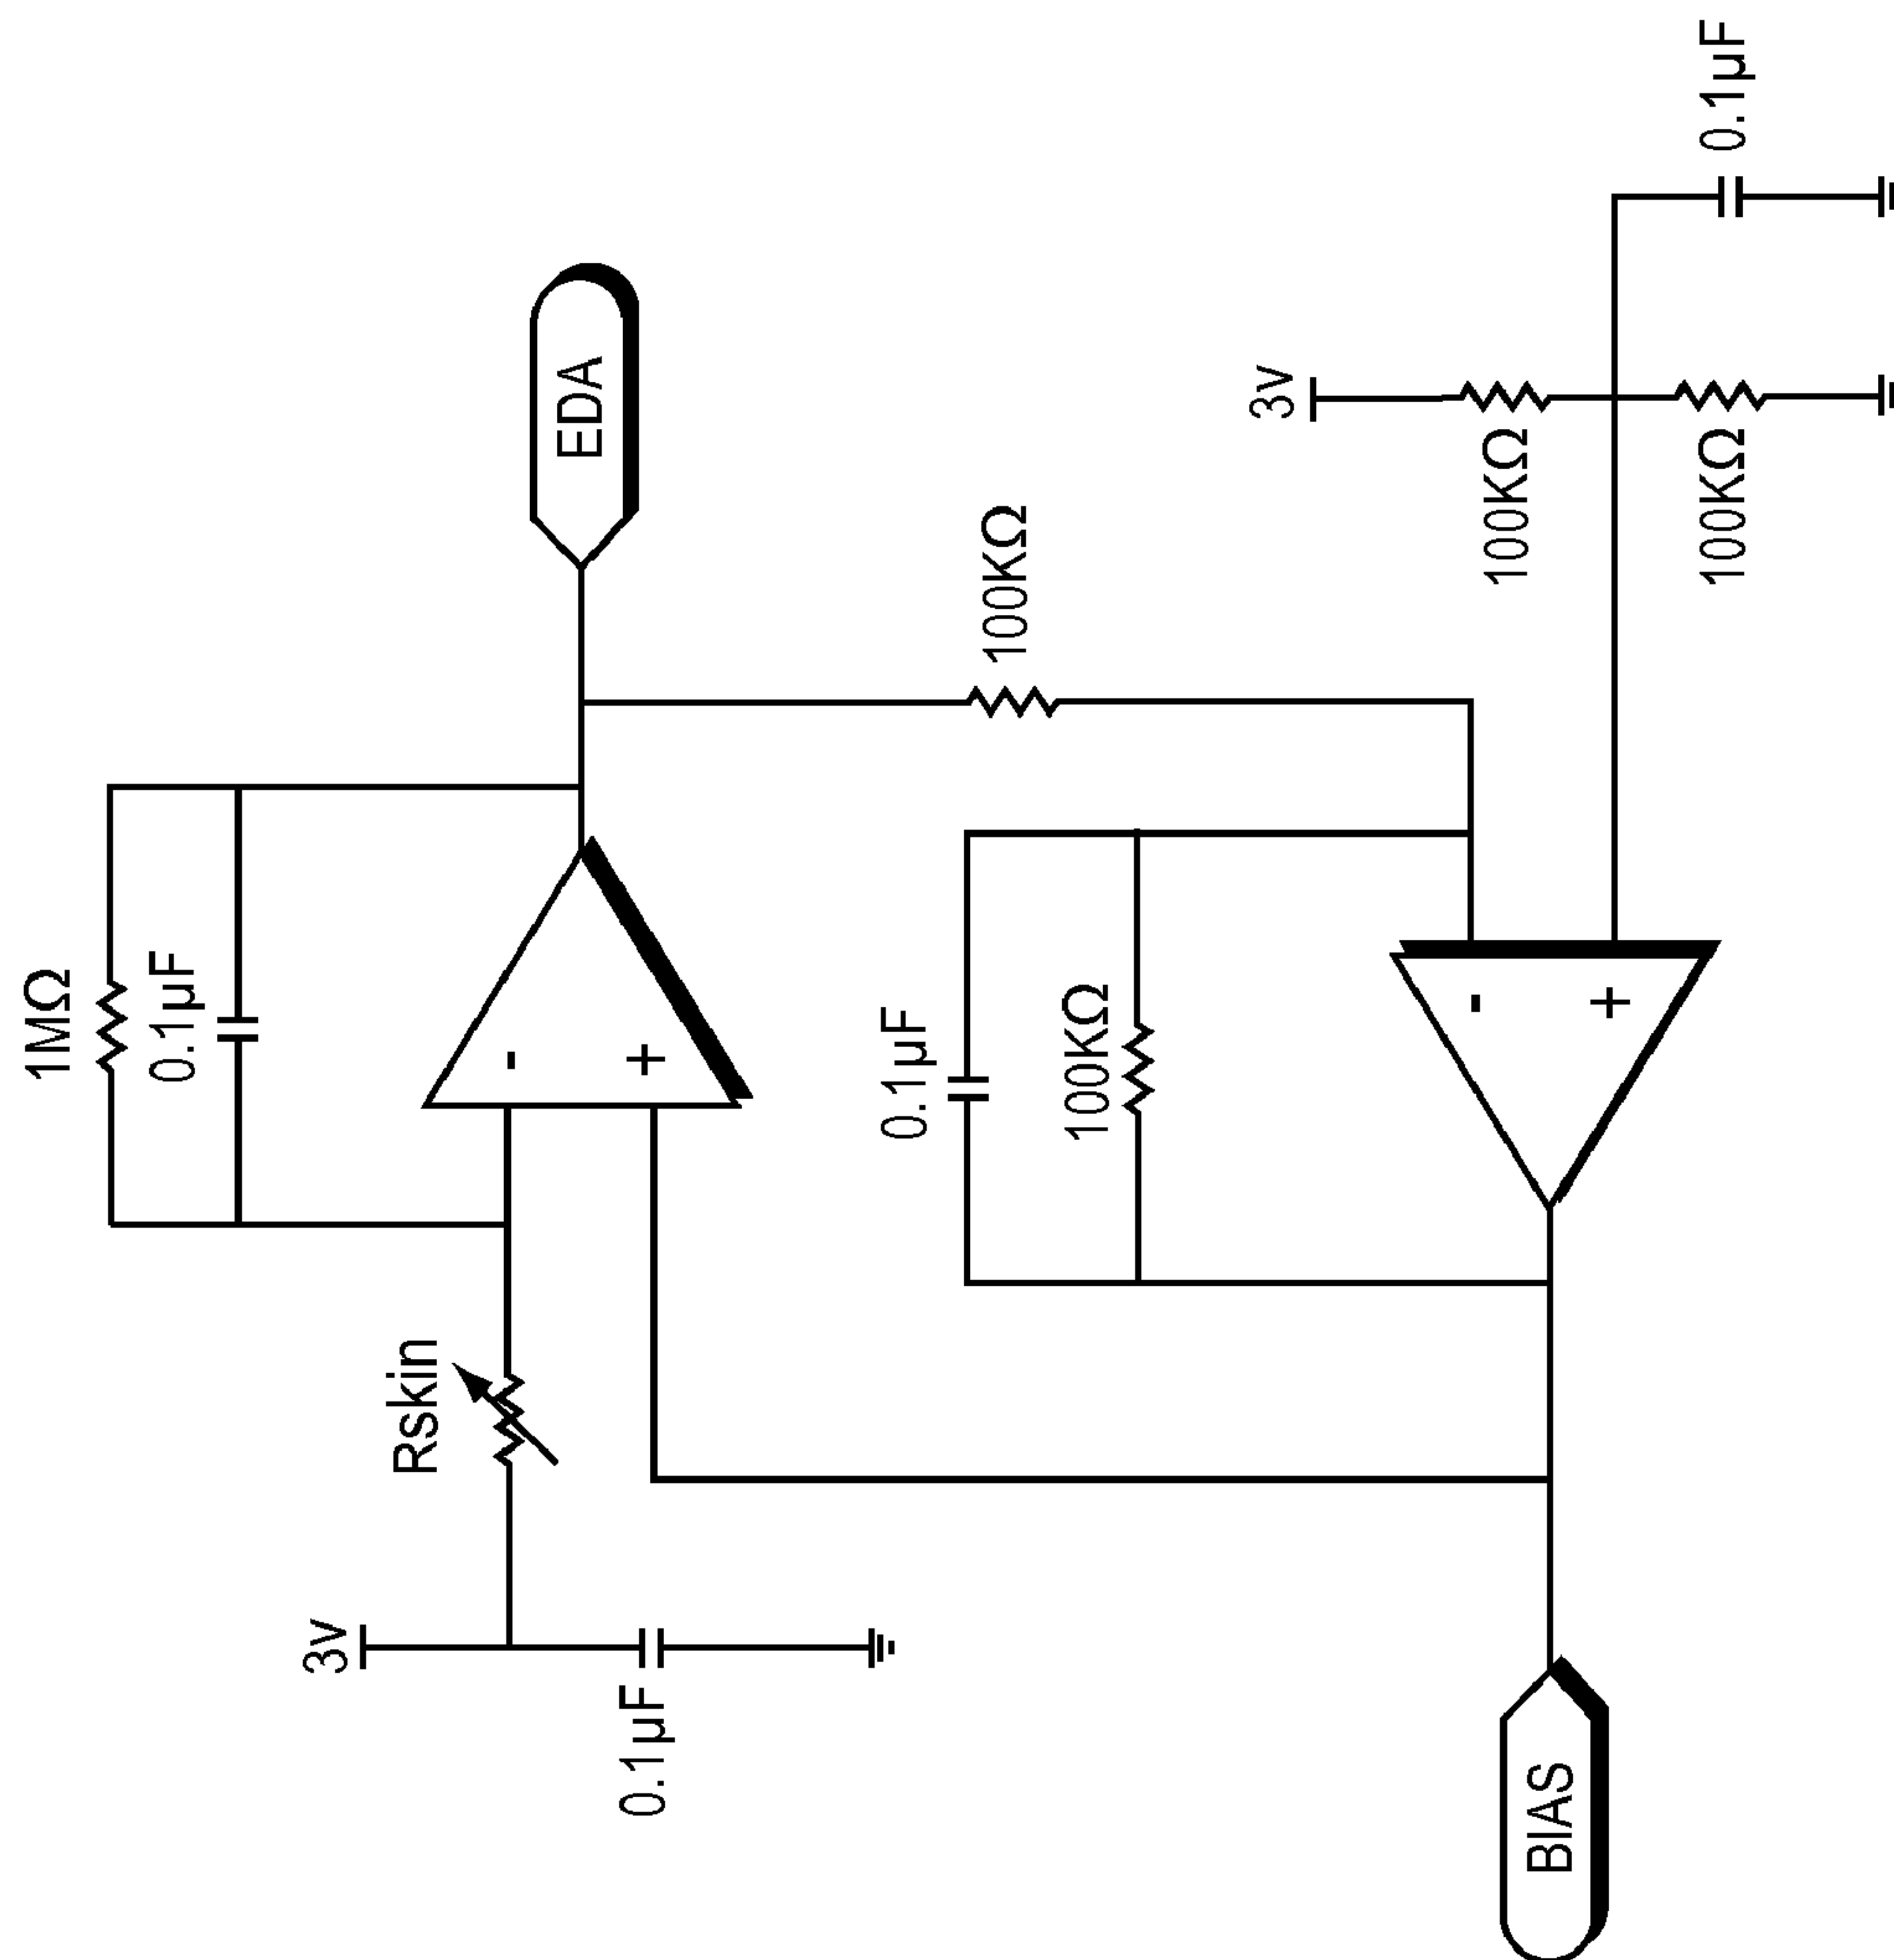 1MΩ
0.1µF
Rskin
-
+
3V
0.1µF
EDA
100KΩ
0.1µF
100KΩ
-
+
3V
100KΩ
100KΩ
0.1µF
BIAS